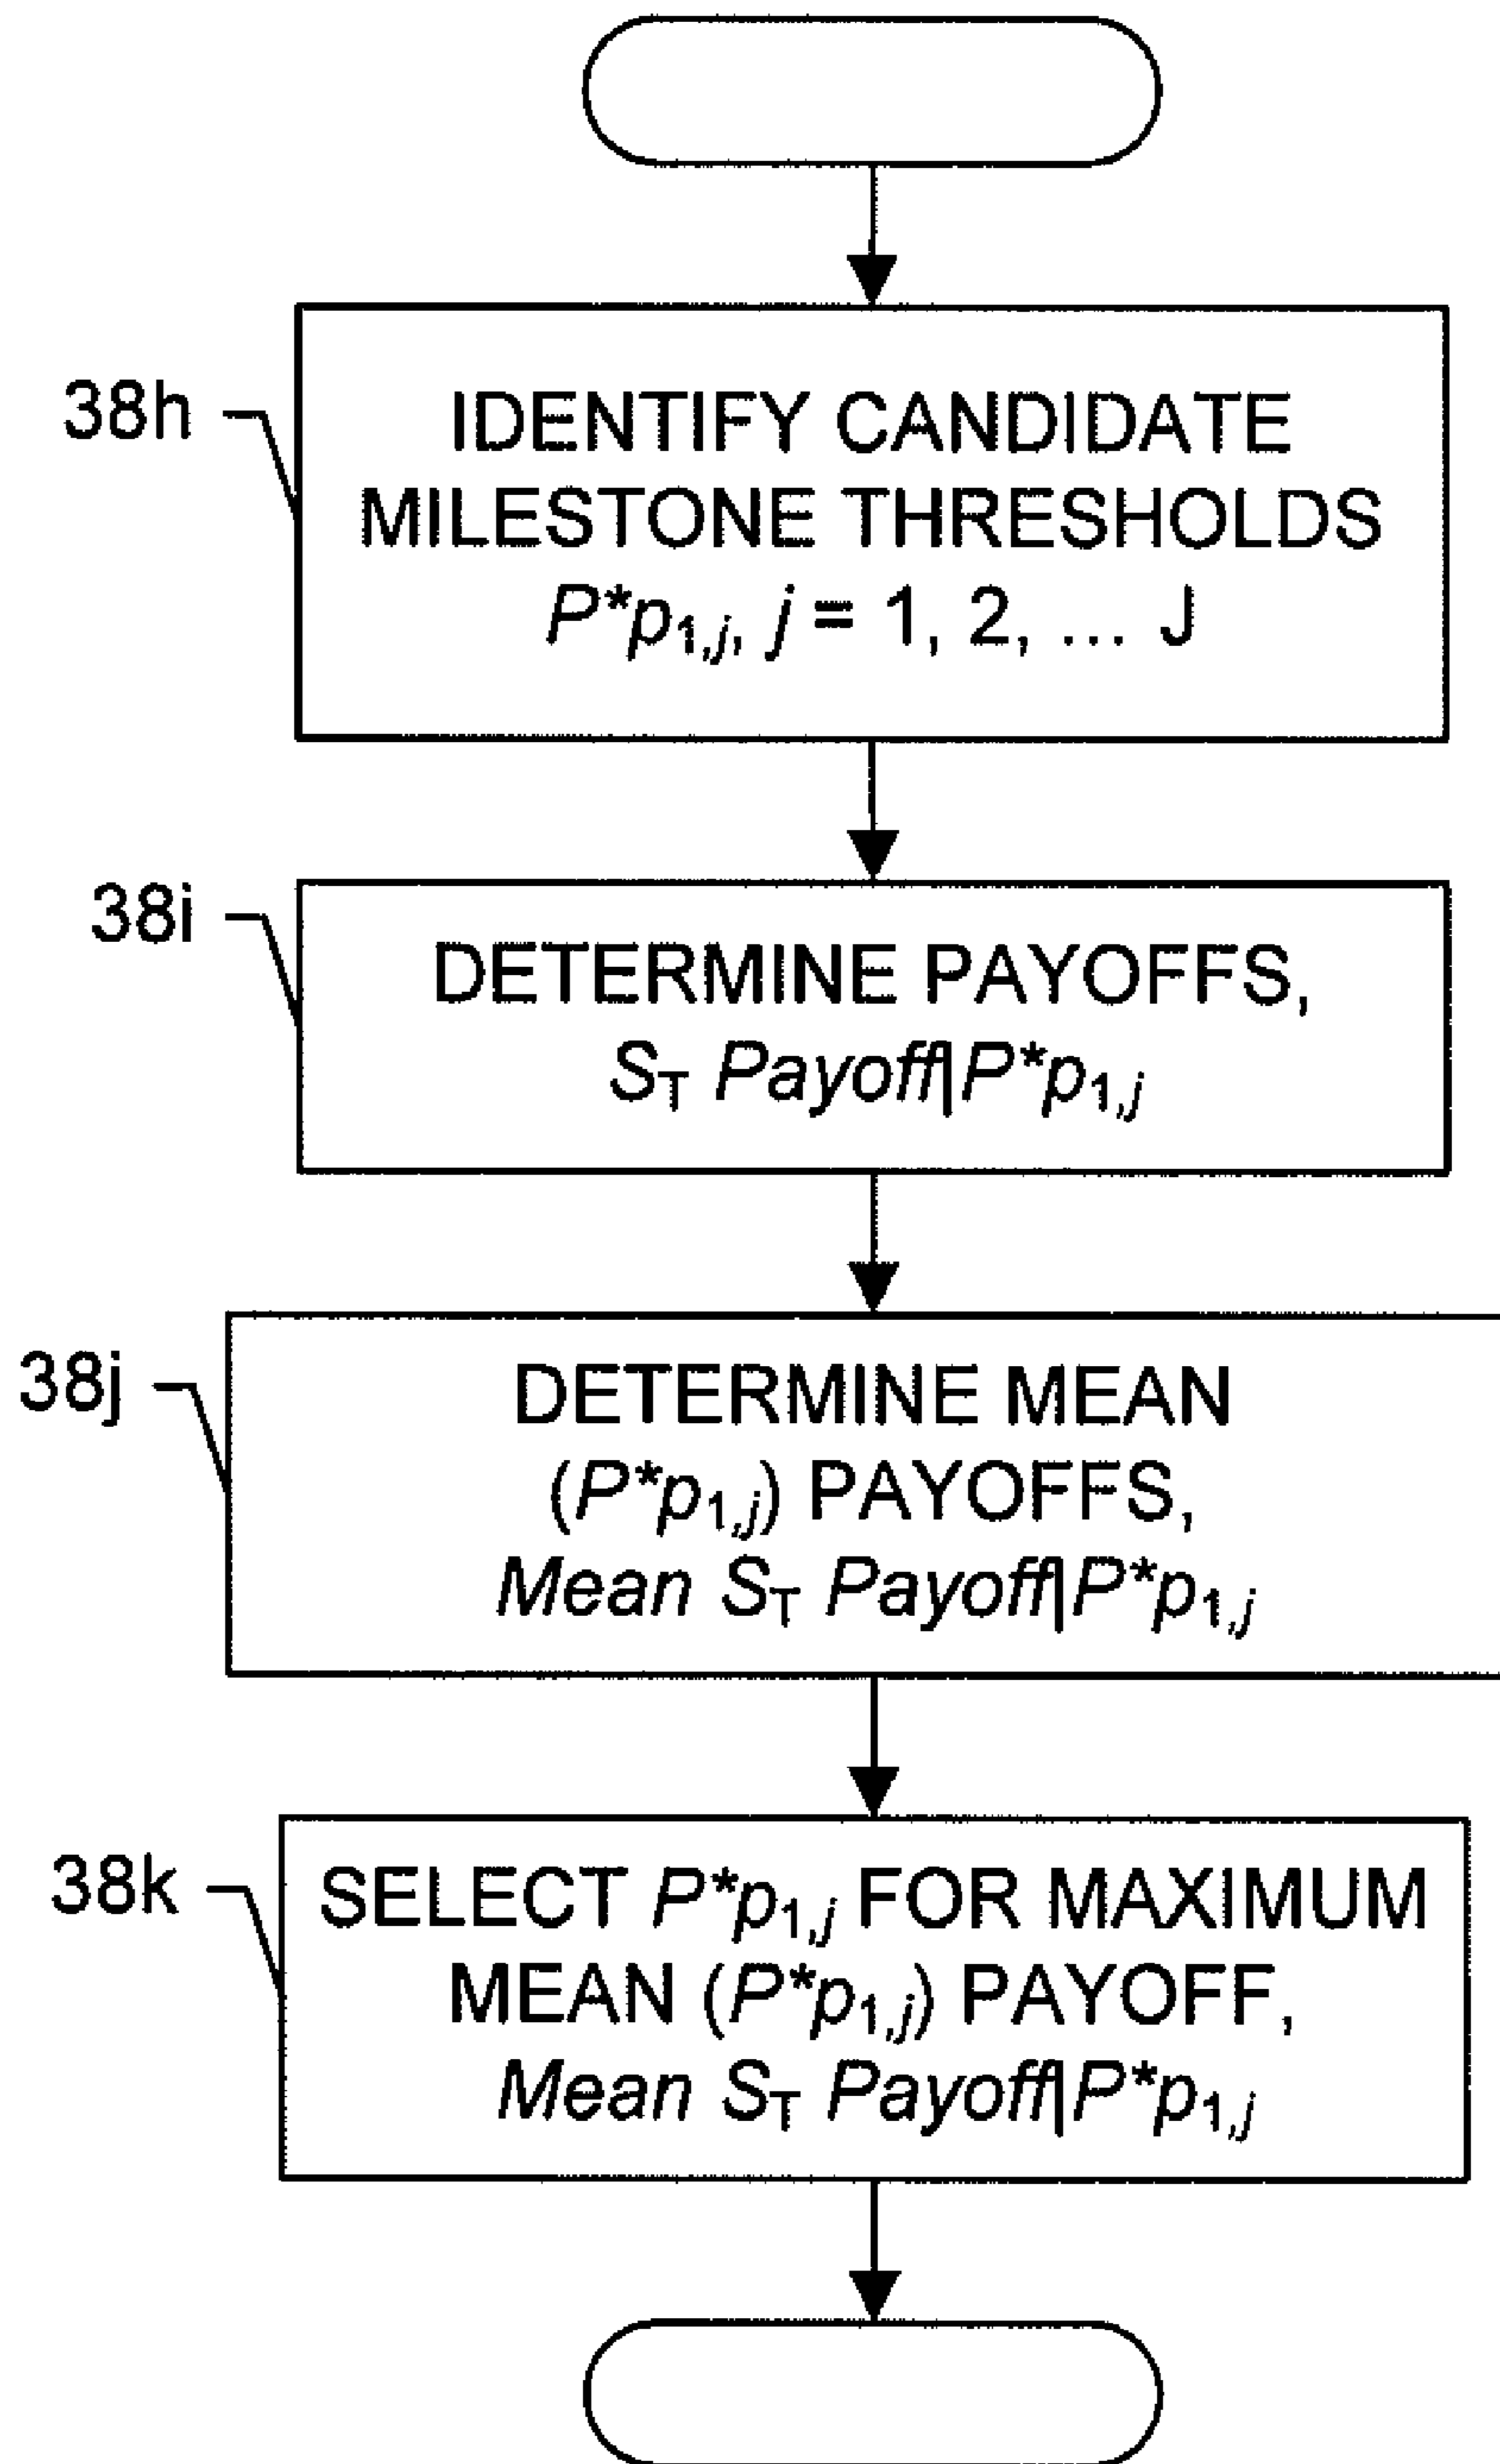 38h
IDENTIFY CANDIDATE
MILESTONE THRESHOLDS
P*p1,j, j = 1, 2, ... J
38i
DETERMINE PAYOFFS,
ST Payoff|P*p1,j
38j
DETERMINE MEAN
(P*p1,j) PAYOFFS,
Mean ST Payoff|P*p1,j
38k
SELECT P*p1,j FOR MAXIMUM
MEAN (P*p1,j) PAYOFF,
Mean ST Payoff|P*p1,j